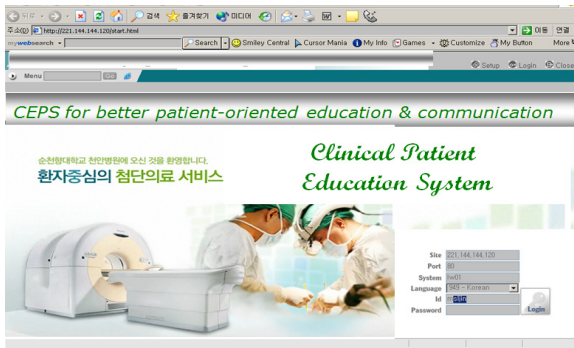 뒤로 검색 즐겨찾기 미디어
주소(D) http://221.144.144.120/start.html 이동 연결
mywebsearch Search Smiley Central Cursor Mania My Info Games Customize My Button More
Setup Login Close
Menu Go
CEPS for better patient-oriented education & communication
순천향대학교 천안병원에 오신 것을 환영합니다.
환자중심의 첨단의료 서비스
Clinical Patient
Education System
Site 221.144.144.120
Port 80
System lw01
Language 949 - Korean
Id
Password
Login